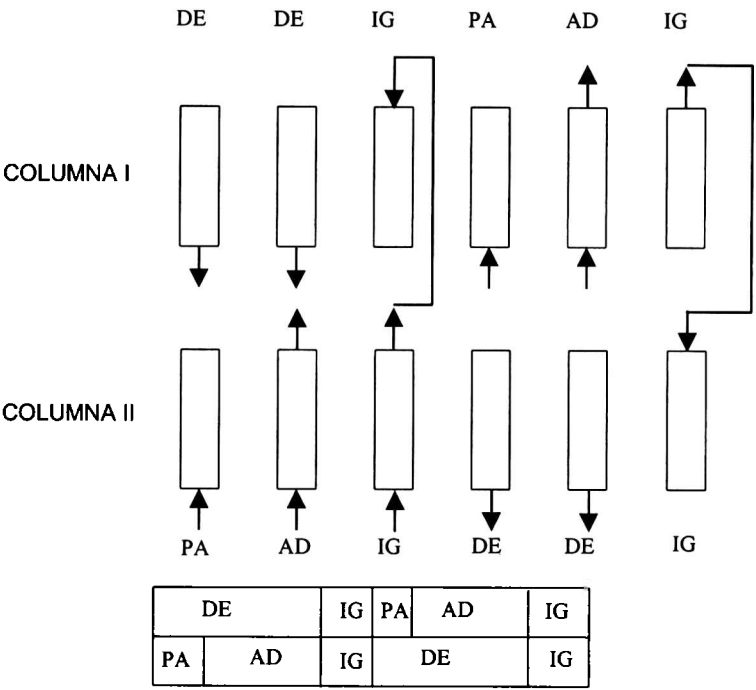 DE DE IG PA AD IG
COLUMNA I
COLUMNA II
PA AD IG DE DE IG
DE IG PA AD IG
PA AD IG DE IG